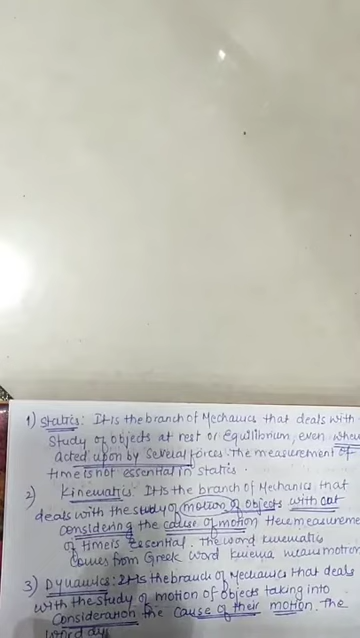 1) Statics: It is the branch of Mechanics that deals with
study of objects at rest or Equilibrium, even when
acted upon by several forces. The measurement of
time is not essential in statics.
2) Kinematics: It is the branch of Mechanics that
deals with the study of motion of objects with out
considering the cause of motion Here measureme
of time is Essential. The word kinematic
Comes from Greek word kinema means motion
3) Dynamics: It is the branch of Mechanics that deals
with the study of motion of objects taking into
Consideration the cause of their motion. The
word dy